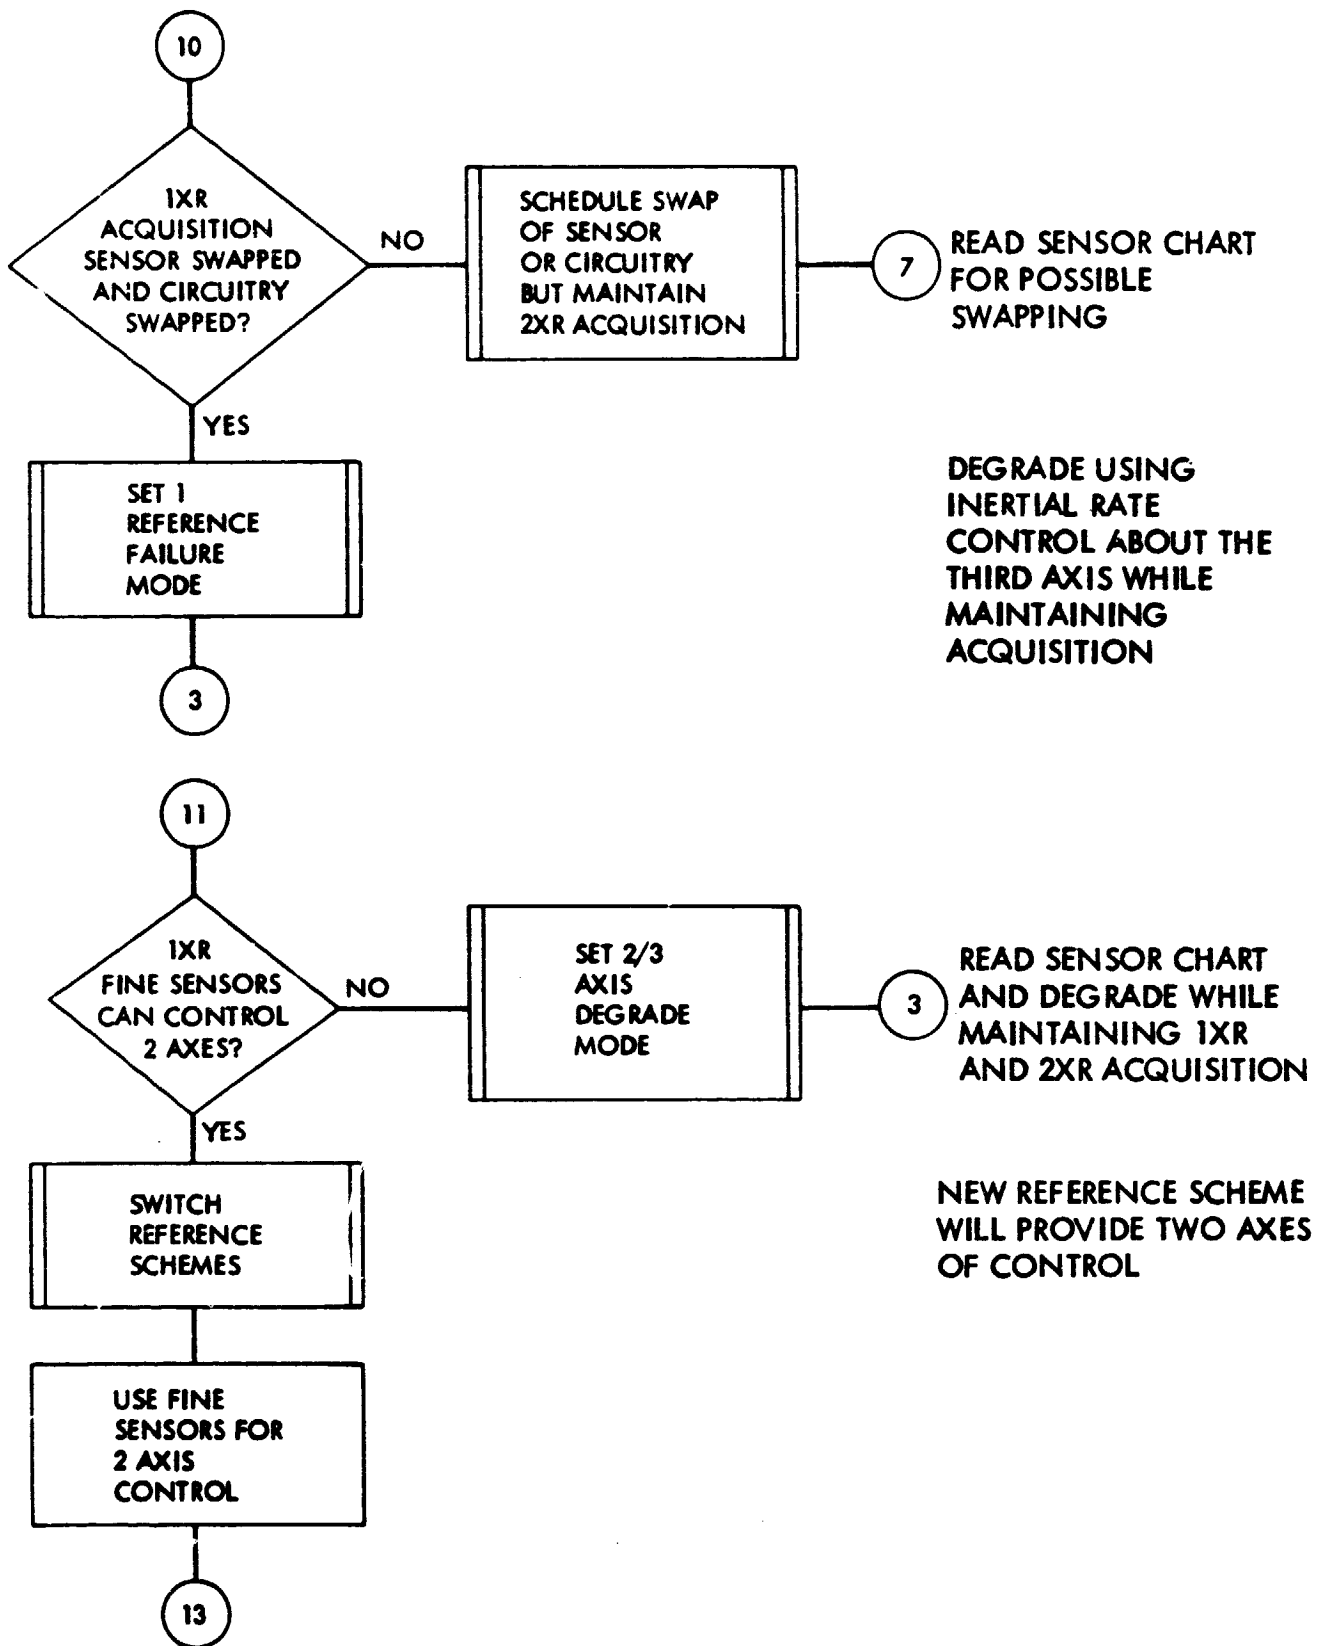 10
1XR
ACQUISITION
SENSOR SWAPPED
AND CIRCUITRY
SWAPPED?
NO
SCHEDULE SWAP
OF SENSOR
OR CIRCUITRY
BUT MAINTAIN
2XR ACQUISITION
7
READ SENSOR CHART
FOR POSSIBLE
SWAPPING
YES
SET 1
REFERENCE
FAILURE
MODE
DEGRADE USING
INERTIAL RATE
CONTROL ABOUT THE
THIRD AXIS WHILE
MAINTAINING
ACQUISITION
3
11
1XR
FINE SENSORS
CAN CONTROL
2 AXES?
NO
SET 2/3
AXIS
DEGRADE
MODE
3
READ SENSOR CHART
AND DEGRADE WHILE
MAINTAINING 1XR
AND 2XR ACQUISITION
YES
SWITCH
REFERENCE
SCHEMES
NEW REFERENCE SCHEME
WILL PROVIDE TWO AXES
OF CONTROL
USE FINE
SENSORS FOR
2 AXIS
CONTROL
13